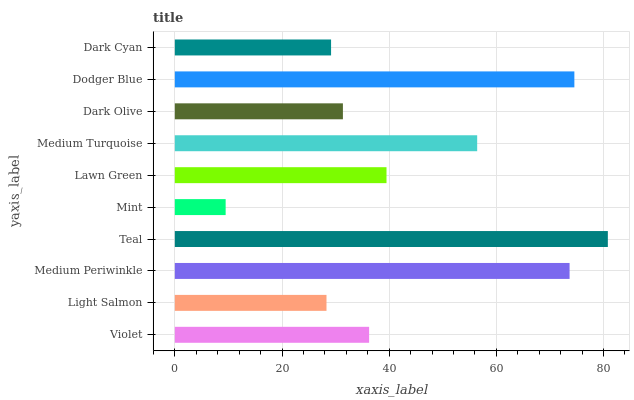 title
Dark Cyan
Dodger Blue
Dark Olive
Medium Turquoise
Lawn Green
Mint
Teal
Medium Periwinkle
Light Salmon
Violet
yaxis_label
0 20 40 60 80
xaxis_label